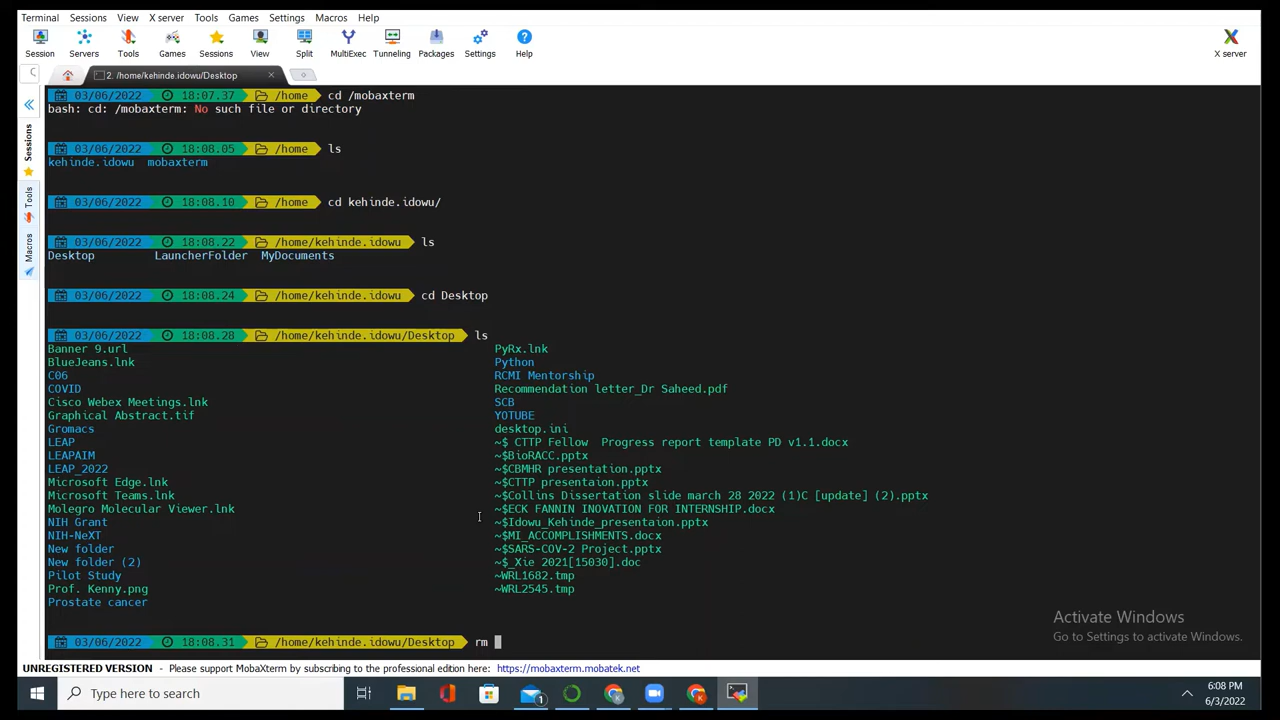 Terminal Sessions View X server Tools Games Settings Macros Help
Session Servers Tools Games Sessions View Split MultiExec Tunneling Packages Settings Help X server
2. /home/kehinde.idowu/Desktop
Sessions
Tools
Macros
03/06/2022 18:07.37 /home cd /mobaxterm
bash: cd: /mobaxterm: No such file or directory
03/06/2022 18:08.05 /home ls
kehinde.idowu mobaxterm
03/06/2022 18:08.10 /home cd kehinde.idowu/
03/06/2022 18:08.22 /home/kehinde.idowu ls
Desktop LauncherFolder MyDocuments
03/06/2022 18:08.24 /home/kehinde.idowu cd Desktop
03/06/2022 18:08.28 /home/kehinde.idowu/Desktop ls
Banner 9.url PyRx.lnk
BlueJeans.lnk Python
C06 RCMI Mentorship
COVID Recommendation letter_Dr Saheed.pdf
Cisco Webex Meetings.lnk SCB
Graphical Abstract.tif YOTUBE
Gromacs desktop.ini
LEAP ~$ CTTP Fellow  Progress report template PD v1.1.docx
LEAPAIM ~$BioRACC.pptx
LEAP_2022 ~$CBMHR presentation.pptx
Microsoft Edge.lnk ~$CTTP presentaion.pptx
Microsoft Teams.lnk ~$Collins Dissertation slide march 28 2022 (1)C [update] (2).pptx
Molegro Molecular Viewer.lnk ~$ECK FANNIN INOVATION FOR INTERNSHIP.docx
NIH Grant ~$Idowu_Kehinde_presentaion.pptx
NIH-NeXT ~$MI_ACCOMPLISHMENTS.docx
New folder ~$SARS-COV-2 Project.pptx
New folder (2) ~$_Xie 2021[15030].doc
Pilot Study ~WRL1682.tmp
Prof. Kenny.png ~WRL2545.tmp
Prostate cancer
Activate Windows
Go to Settings to activate Windows.
03/06/2022 18:08.31 /home/kehinde.idowu/Desktop rm
UNREGISTERED VERSION - Please support MobaXterm by subscribing to the professional edition here: https://mobaxterm.mobatek.net
Type here to search
1
6:08 PM
6/3/2022